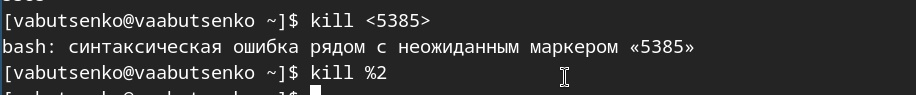 [vabutsenko@vaabutsenko ~]$ kill <5385>
bash: синтаксическая ошибка рядом с неожиданным маркером «5385»
[vabutsenko@vaabutsenko ~]$ kill %2